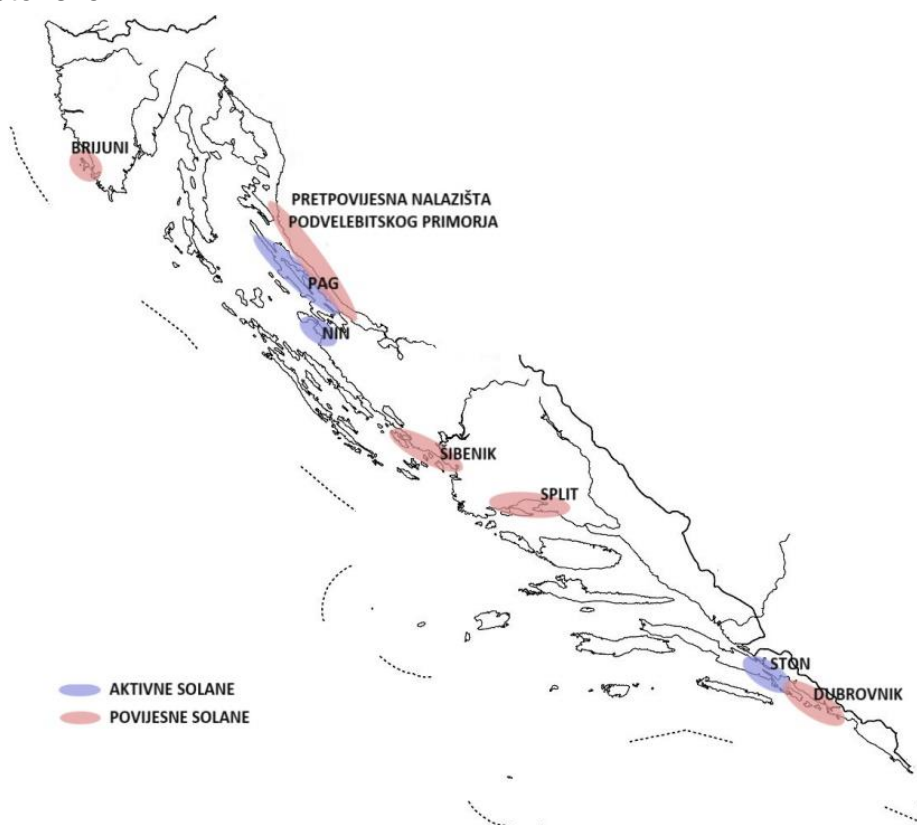 BRIJUNI
PRETPOVIJESNA NALAZIŠTA
PODVELEBITSKOG PRIMORJA
PAG
NIN
ŠIBENIK
SPLIT
STON
DUBROVNIK
AKTIVNE SOLANE
POVIJESNE SOLANE